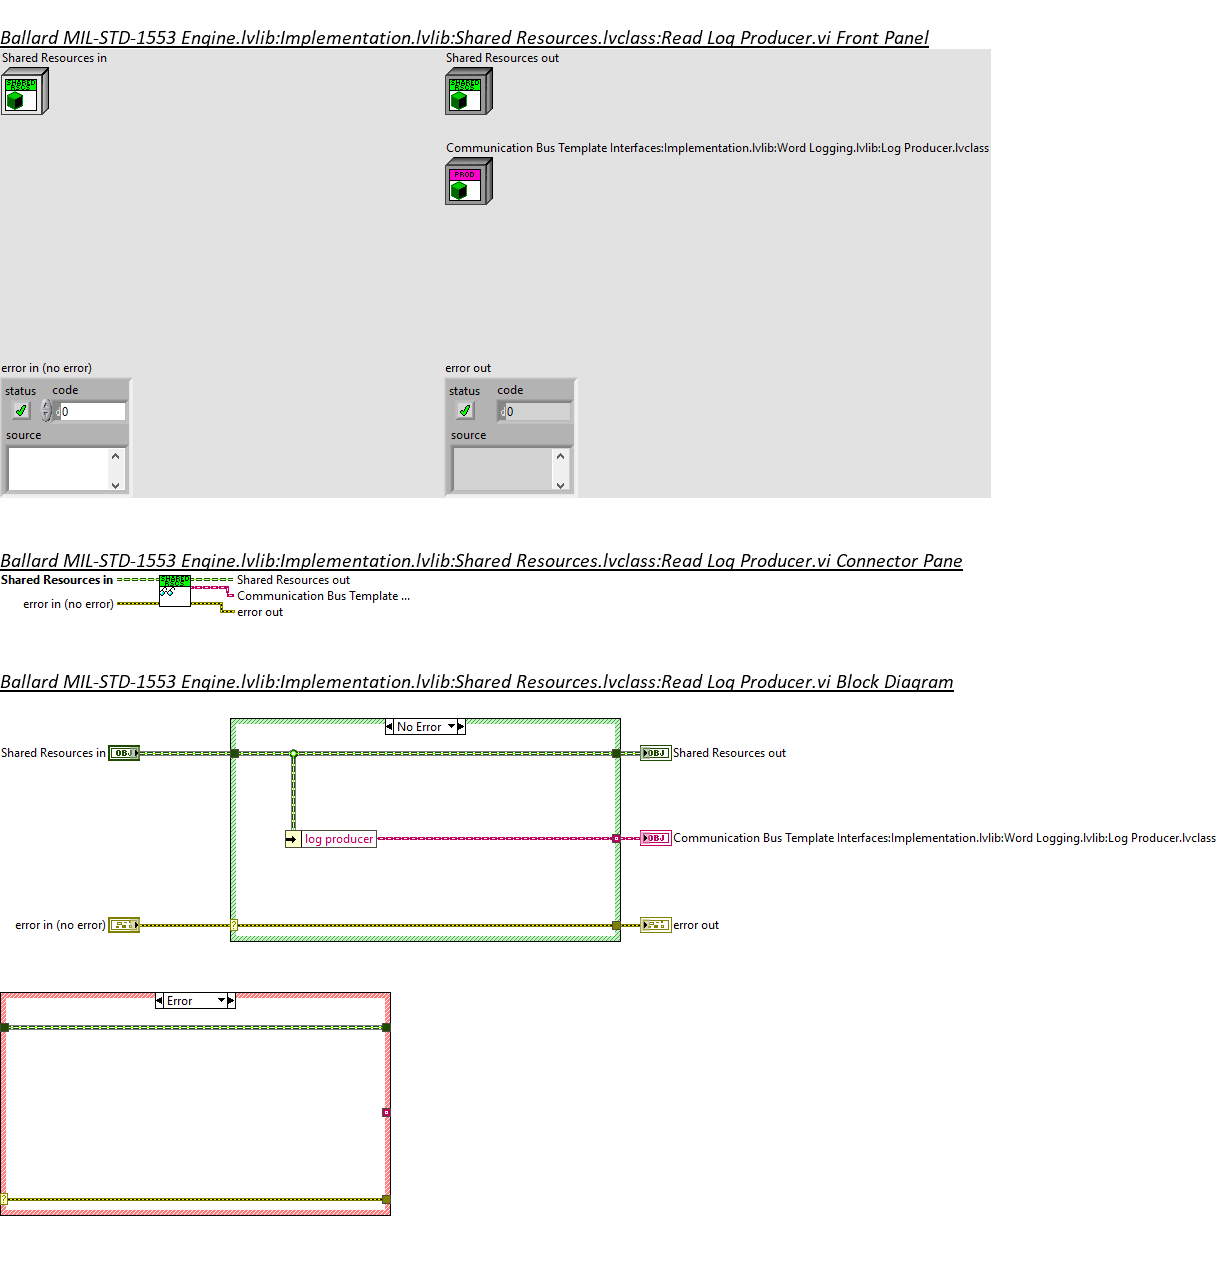 Ballard MIL-STD-1553 Engine.lvlib:Implementation.lvlib:Shared Resources.lvclass:Read Log Producer.vi Front Panel
Shared Resources in
Shared Resources out
SHARED
RSCS
SHARED
RSCS
Communication Bus Template Interfaces:Implementation.lvlib:Word Logging.lvlib:Log Producer.lvclass
PROD
error in (no error)
error out
status code
status code
d 0
d 0
source
source
Ballard MIL-STD-1553 Engine.lvlib:Implementation.lvlib:Shared Resources.lvclass:Read Log Producer.vi Connector Pane
Shared Resources in
SHARED
RSCS
Shared Resources out
Communication Bus Template ...
error in (no error)
error out
Ballard MIL-STD-1553 Engine.lvlib:Implementation.lvlib:Shared Resources.lvclass:Read Log Producer.vi Block Diagram
No Error
Shared Resources in OBJ
OBJ Shared Resources out
log producer
OBJ Communication Bus Template Interfaces:Implementation.lvlib:Word Logging.lvlib:Log Producer.lvclass
error in (no error)
?
error out
Error
?